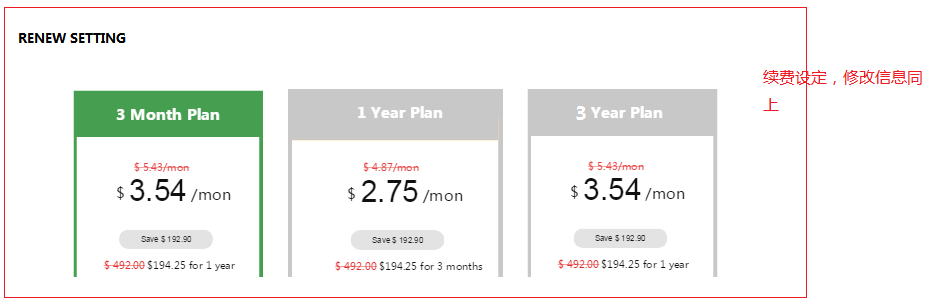 RENEW SETTING
续费设定，修改信息同
上
3 Month Plan
$ 5.43/mon
$ 3.54 /mon
Save $ 192.90
$ 492.00 $194.25 for 1 year
1 Year Plan
$ 4.87/mon
$ 2.75 /mon
Save $ 192.90
$ 492.00 $194.25 for 3 months
3 Year Plan
$ 5.43/mon
$ 3.54 /mon
Save $ 192.90
$ 492.00 $194.25 for 1 year